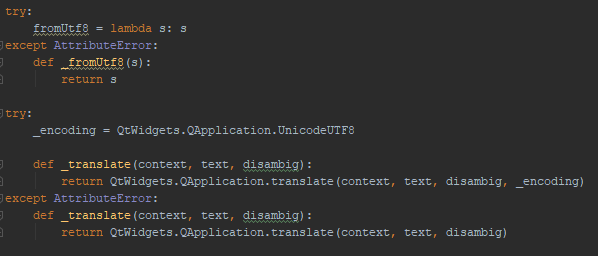 try:
    fromUtf8 = lambda s: s
except AttributeError:
    def _fromUtf8(s):
        return s

try:
    _encoding = QtWidgets.QApplication.UnicodeUTF8

    def _translate(context, text, disambig):
        return QtWidgets.QApplication.translate(context, text, disambig, _encoding)
except AttributeError:
    def _translate(context, text, disambig):
        return QtWidgets.QApplication.translate(context, text, disambig)